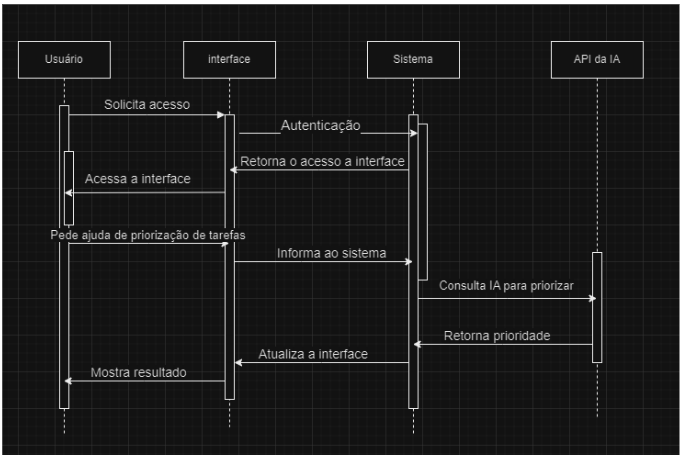 Usuário
interface
Sistema
API da IA
Solicita acesso
Autenticação
Retorna o acesso a interface
Acessa a interface
Pede ajuda de priorização de tarefas
Informa ao sistema
Consulta IA para priorizar
Retorna prioridade
Atualiza a interface
Mostra resultado